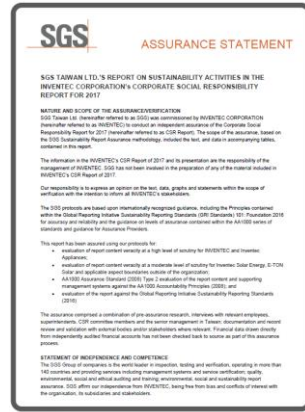 SGS
ASSURANCE STATEMENT
SGS TAIWAN LTD.'S REPORT ON SUSTAINABILITY ACTIVITIES IN THE
INVENTEC CORPORATION's CORPORATE SOCIAL RESPONSIBILITY
REPORT FOR 2017
NATURE AND SCOPE OF THE ASSURANCE/VERIFICATION
SGS Taiwan Ltd. (hereinafter referred to as SGS) was commissioned by INVENTEC CORPORATION
(hereinafter referred to as INVENTEC) to conduct an independent assurance of the Corporate Social
Responsibility Report for 2017 (hereinafter referred to as CSR Report). The scope of the assurance, based on
the SGS Sustainability Report Assurance methodology, included the text, and data in accompanying tables,
contained in this report.
The information in the INVENTEC's CSR Report of 2017 and its presentation are the responsibility of the
management of INVENTEC. SGS has not been involved in the preparation of any of the material included in
INVENTEC's CSR Report of 2017.
Our responsibility is to express an opinion on the text, data, graphs and statements within the scope of
verification with the intention to inform all INVENTEC's stakeholders.
The SGS protocols are based upon internationally recognized guidance, including the Principles contained
within the Global Reporting Initiative Sustainability Reporting Standards (GRI Standards) 101: Foundation 2016
for accuracy and reliability and the guidance on levels of assurance contained within the AA1000 series of
standards and guidance for Assurance Providers.
This report has been assured using our protocols for:
• evaluation of report content veracity at a high level of scrutiny for INVENTEC and Inventec
Appliances;
• evaluation of report content veracity at a moderate level of scrutiny for Inventec Solar Energy, E-TON
Solar and applicable aspect boundaries outside of the organization;
• AA1000 Assurance Standard (2008) Type 2 evaluation of the report content and supporting
management systems against the AA1000 Accountability Principles (2008); and
• evaluation of the report against the Global Reporting Initiative Sustainability Reporting Standards
(2016)
The assurance comprised a combination of pre-assurance research, interviews with relevant employees,
superintendents, CSR committee members and the senior management in Taiwan; documentation and record
review and validation with external bodies and/or stakeholders where relevant. Financial data drawn directly
from independently audited financial accounts has not been checked back to source as part of this assurance
process.
STATEMENT OF INDEPENDENCE AND COMPETENCE
The SGS Group of companies is the world leader in inspection, testing and verification, operating in more than
140 countries and providing services including management systems and service certification; quality,
environmental, social and ethical auditing and training; environmental, social and sustainability report
assurance. SGS affirm our independence from INVENTEC, being free from bias and conflicts of interest with
the organisation, its subsidiaries and stakeholders.